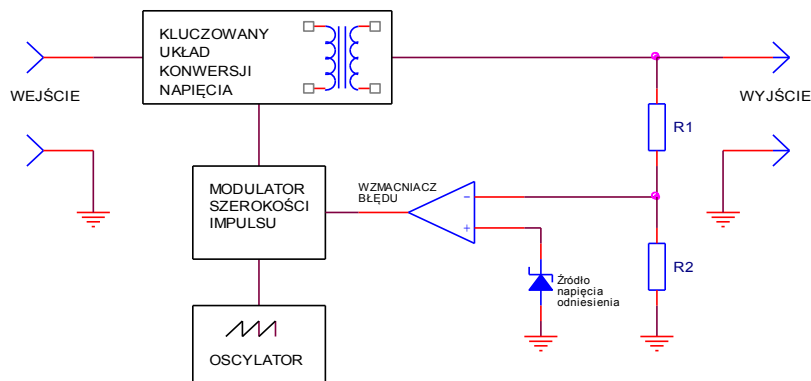 KLUCZOWANY
UKŁAD
KONWERSJI
NAPIĘCIA
WEJŚCIE
WYJŚCIE
R1
MODULATOR
SZEROKOŚCI
IMPULSU
WZMACNIACZ
BŁĘDU
−
+
R2
Źródło
napięcia
odniesienia
OSCYLATOR